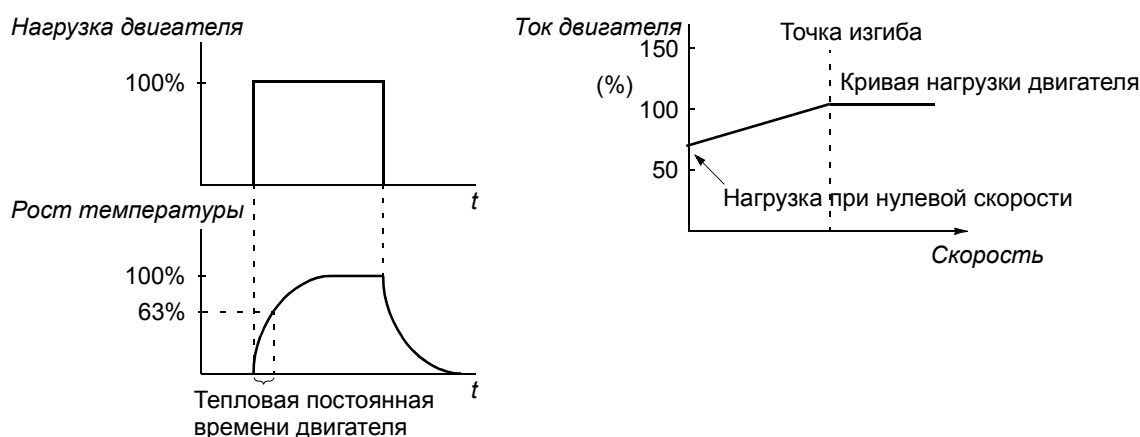 Нагрузка двигателя
100%
t
Рост температуры
100%
63%
t
Тепловая постоянная
времени двигателя
Ток двигателя
150
(%)
100
50
Точка изгиба
Кривая нагрузки двигателя
Нагрузка при нулевой скорости
Скорость